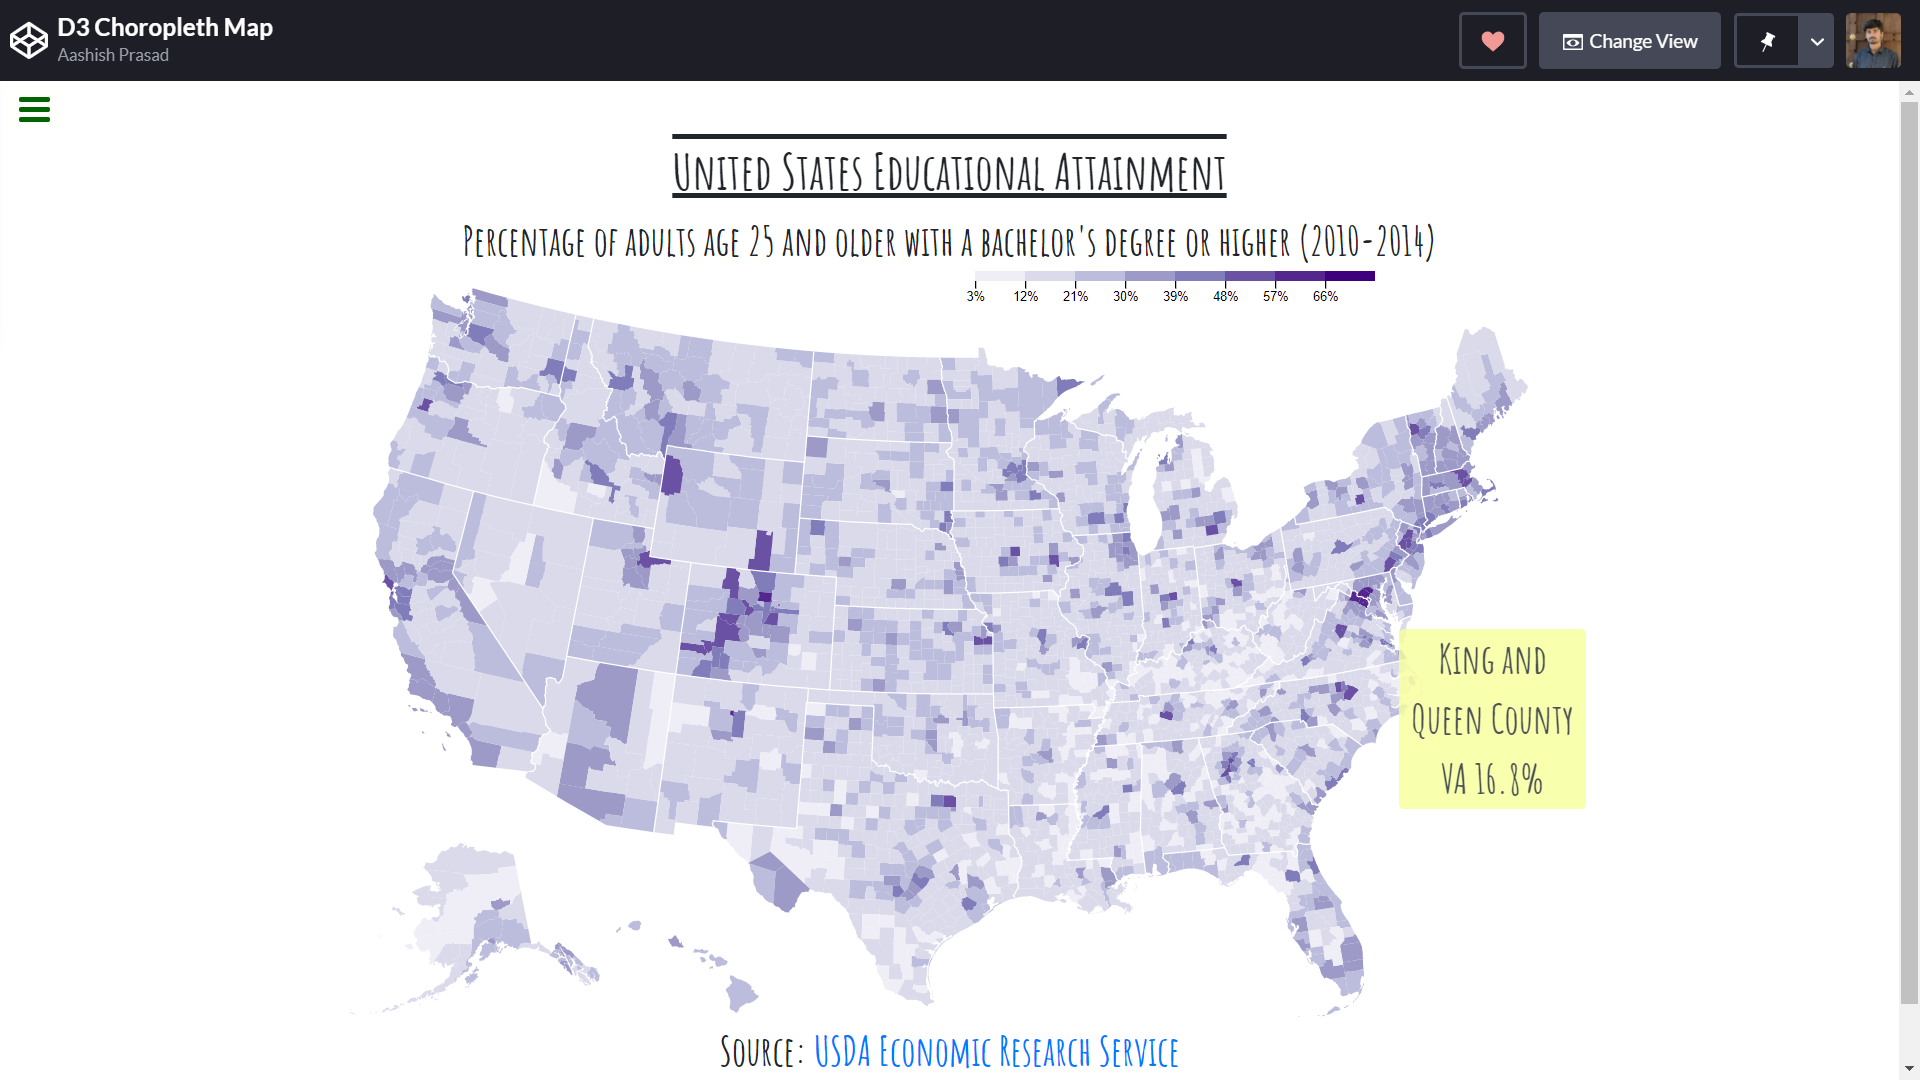 D3 Choropleth Map
Aashish Prasad
Change View
United States Educational Attainment
Percentage of adults age 25 and older with a bachelor's degree or higher (2010-2014)
3% 12% 21% 30% 39% 48% 57% 66%
King and
Queen County
VA 16.8%
Source: USDA Economic Research Service